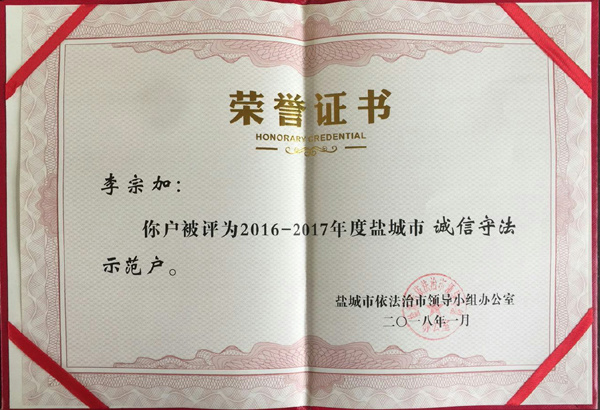 荣誉证书
HONORARY CREDENTIAL
李宗加：
你户被评为2016-2017年度盐城市 诚信守法
示范户。
盐城市依法治市领导小组办公室
二〇一八年一月